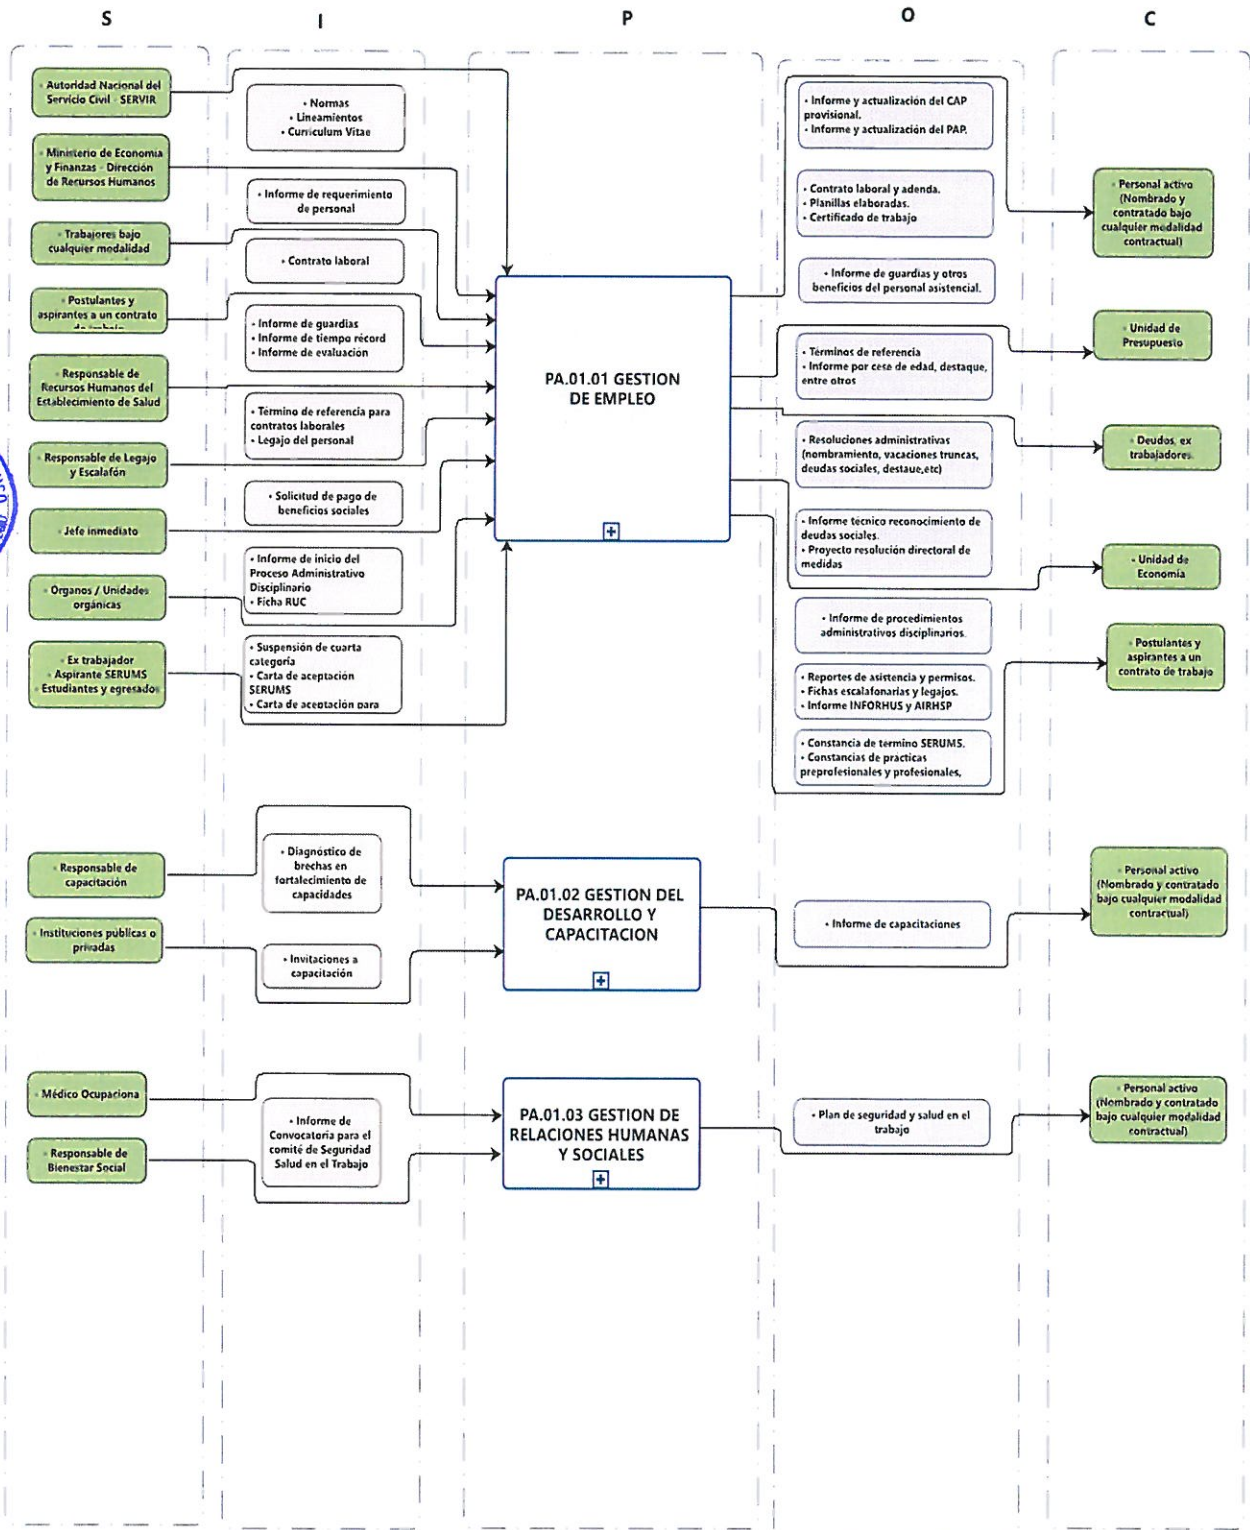 S
I
P
O
C
• Autoridad Nacional del
Servicio Civil - SERVIR
• Ministerio de Economia
y Finanzas - Dirección
de Recursos Humanos
• Trabajores bajo
cualquier modalidad
• Postulantes y
aspirantes a un contrato
• Responsable de
Recursos Humanos del
Establecimiento de Salud
• Responsable de Legajo
y Escalafón
• Jefe inmediato
• Organos / Unidades
orgánicas
• Ex trabajador
• Aspirante SERUMS
• Estudiantes y egresados
• Normas
• Lineamientos
• Curriculum Vitae
• Informe de requerimiento
de personal
• Contrato laboral
• Informe de guardias
• Informe de tiempo récord
• Informe de evaluación
• Término de referencia para
contratos laborales
• Legajo del personal
• Solicitud de pago de
beneficios sociales
• Informe de inicio del
Proceso Administrativo
Disciplinario
• Ficha RUC
• Suspensión de cuarta
categoría
• Carta de aceptación
SERUMS
• Carta de aceptación para
PA.01.01 GESTION
DE EMPLEO
• Informe y actualización del CAP
provisional.
• Informe y actualización del PAP.
• Contrato laboral y adenda.
• Planillas elaboradas.
• Certificado de trabajo
• Informe de guardias y otros
beneficios del personal asistencial.
• Términos de referencia
• Informe por cese de edad, destaque,
entre otros
• Resoluciones administrativas
(nombramiento, vacaciones truncas,
deudas sociales, destaue,etc)
• Informe técnico reconocimiento de
deudas sociales.
• Proyecto resolución directoral de
medidas
• Informe de procedimientos
administrativos disciplinarios.
• Reportes de asistencia y permisos.
• Fichas escalafonarias y legajos.
• Informe INFORHUS y AIRHSP
• Constancia de termino SERUMS.
• Constancias de practicas
preprofesionales y profesionales,
• Personal activo
(Nombrado y
contratado bajo
cualquier modalidad
contractual)
• Unidad de
Presupuesto
• Deudos, ex
trabajadores
• Unidad de
Economía
• Postulantes y
aspirantes a un
contrato de trabajo
• Responsable de
capacitación
• Instituciones públicas o
privadas
• Diagnóstico de
brechas en
fortalecimiento de
capacidades
• Invitaciones a
capacitación
PA.01.02 GESTION DEL
DESARROLLO Y
CAPACITACION
• Informe de capacitaciones
• Personal activo
(Nombrado y contratado
bajo cualquier modalidad
contractual)
• Médico Ocupaciona
• Responsable de
Bienestar Social
• Informe de
Convocatoria para el
comité de Seguridad
Salud en el Trabajo
PA.01.03 GESTION DE
RELACIONES HUMANAS
Y SOCIALES
• Plan de seguridad y salud en el
trabajo
• Personal activo
(Nombrado y contratado
bajo cualquier modalidad
contractual)